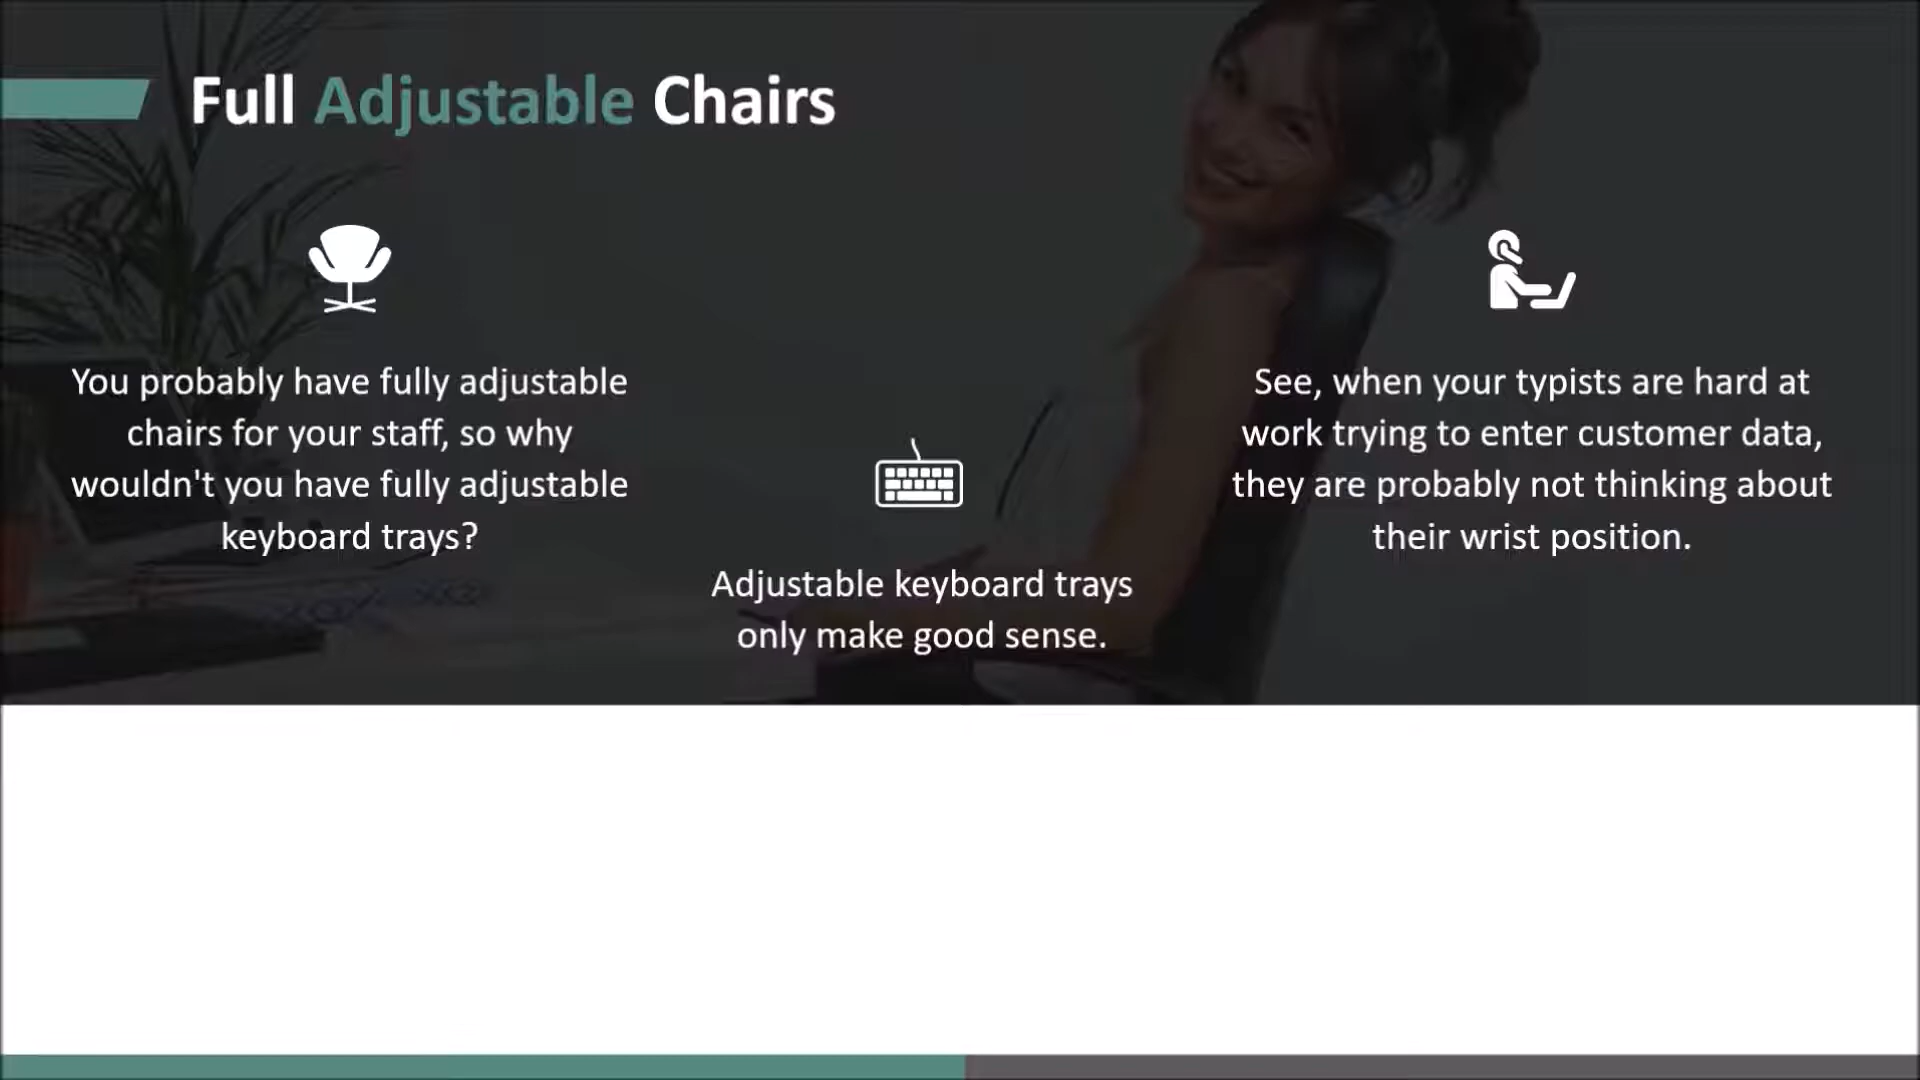 Full Adjustable Chairs
You probably have fully adjustable
chairs for your staff, so why
wouldn't you have fully adjustable
keyboard trays?
Adjustable keyboard trays
only make good sense.
See, when your typists are hard at
work trying to enter customer data,
they are probably not thinking about
their wrist position.